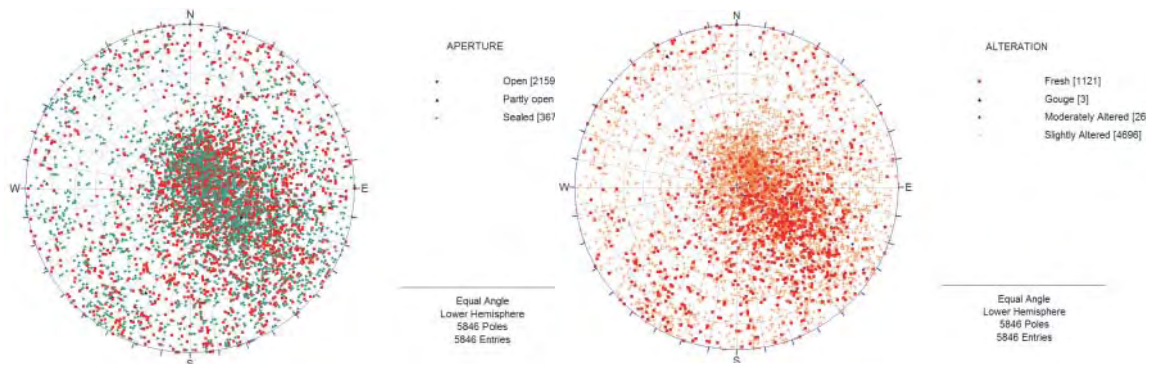 N
W
E
S
APERTURE
Open [2159
Partly open
Sealed [367
Equal Angle
Lower Hemisphere
5846 Poles
5846 Entries
N
W
E
S
ALTERATION
Fresh [1121]
Gouge [3]
Moderately Altered [26
Slightly Altered [4696]
Equal Angle
Lower Hemisphere
5846 Poles
5846 Entries